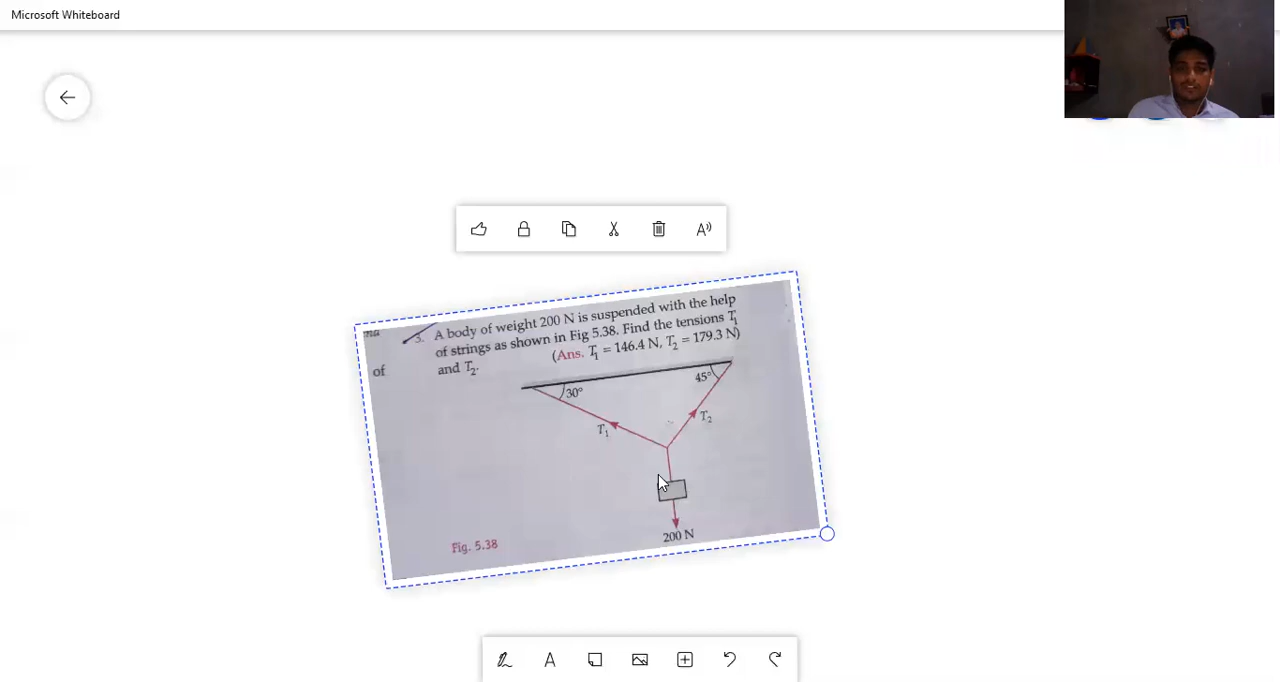 Microsoft Whiteboard
A
A
ma
of
3. A body of weight 200 N is suspended with the help
of strings as shown in Fig 5.38. Find the tensions T₁
and T₂.
(Ans. T₁ = 146.4 N, T₂ = 179.3 N)
30°
45°
T₁
T₂
200 N
Fig. 5.38